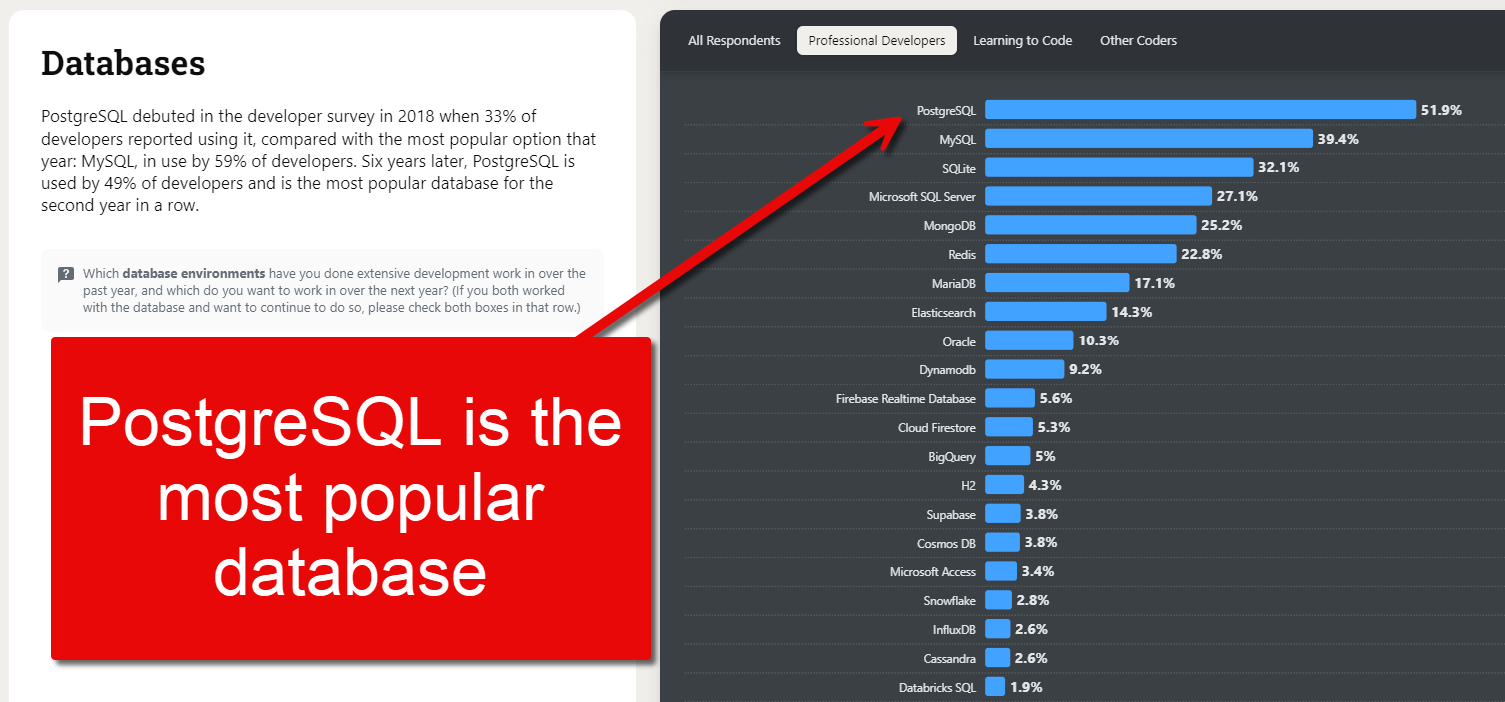 Databases
PostgreSQL debuted in the developer survey in 2018 when 33% of
developers reported using it, compared with the most popular option that
year: MySQL, in use by 59% of developers. Six years later, PostgreSQL is
used by 49% of developers and is the most popular database for the
second year in a row.
Which database environments have you done extensive development work in over the
past year, and which do you want to work in over the next year? (If you both worked
with the database and want to continue to do so, please check both boxes in that row.)
PostgreSQL is the
most popular
database
All Respondents Professional Developers Learning to Code Other Coders
PostgreSQL 51.9%
MySQL 39.4%
SQLite 32.1%
Microsoft SQL Server 27.1%
MongoDB 25.2%
Redis 22.8%
MariaDB 17.1%
Elasticsearch 14.3%
Oracle 10.3%
Dynamodb 9.2%
Firebase Realtime Database 5.6%
Cloud Firestore 5.3%
BigQuery 5%
H2 4.3%
Supabase 3.8%
Cosmos DB 3.8%
Microsoft Access 3.4%
Snowflake 2.8%
InfluxDB 2.6%
Cassandra 2.6%
Databricks SQL 1.9%